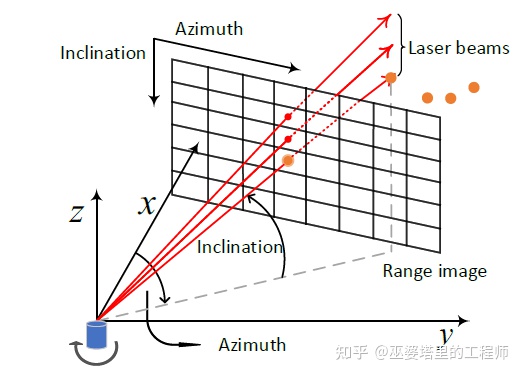 Azimuth
Inclination
Laser beams
z
x
Inclination
Range image
Azimuth
y
知乎 @巫婆塔里的工程师